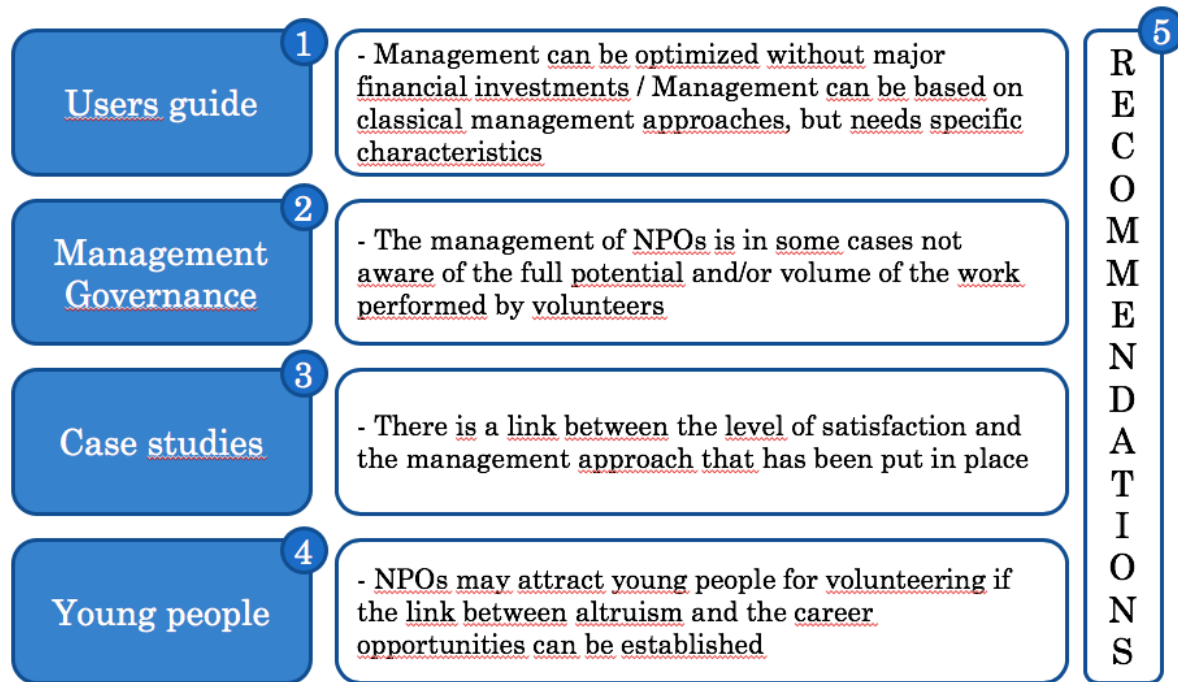 1
Users guide
- Management can be optimized without major
financial investments / Management can be based on
classical management approaches, but needs specific
characteristics
2
Management
Governance
- The management of NPOs is in some cases not
aware of the full potential and/or volume of the work
performed by volunteers
3
Case studies
- There is a link between the level of satisfaction and
the management approach that has been put in place
4
Young people
- NPOs may attract young people for volunteering if
the link between altruism and the career
opportunities can be established
5
R
E
C
O
M
M
E
N
D
A
T
I
O
N
S